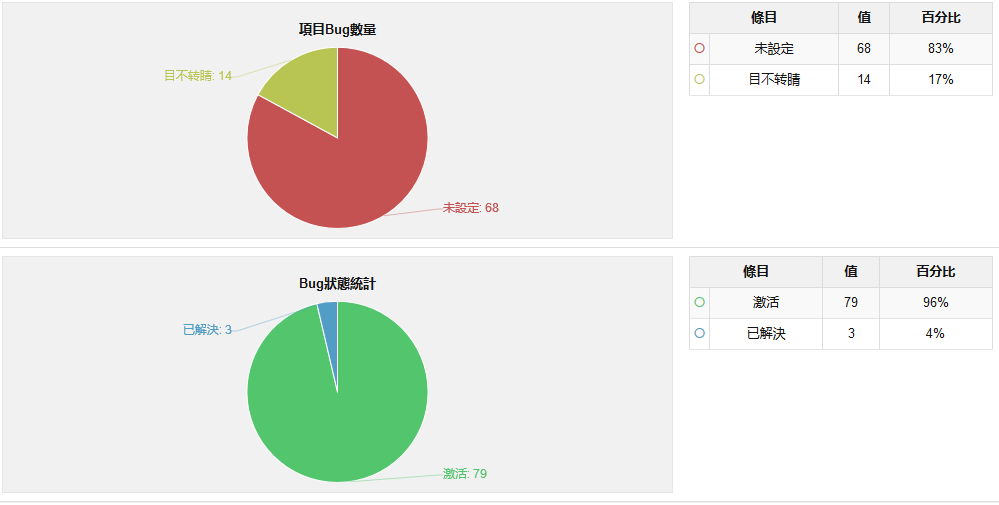 項目Bug數量
目不转睛: 14
未設定: 68
條目 值 百分比
未設定 68 83%
目不转睛 14 17%
Bug狀態統計
已解決: 3
激活: 79
條目 值 百分比
激活 79 96%
已解決 3 4%